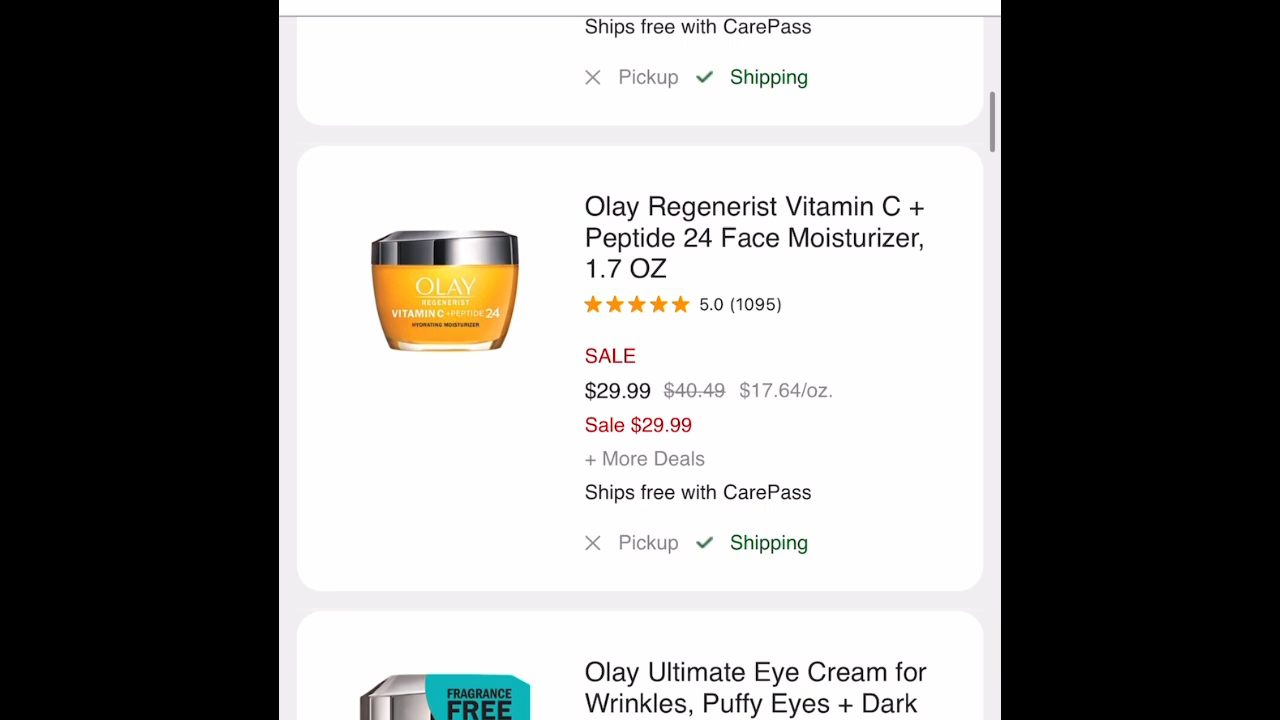 Ships free with CarePass
Pickup Shipping
Olay Regenerist Vitamin C +
Peptide 24 Face Moisturizer,
1.7 OZ
5.0 (1095)
OLAY
REGENERIST
VITAMIN C +PEPTIDE 24
HYDRATING MOISTURIZER
SALE
$29.99 $40.49 $17.64/oz.
Sale $29.99
+ More Deals
Ships free with CarePass
Pickup Shipping
Olay Ultimate Eye Cream for
Wrinkles, Puffy Eyes + Dark
FRAGRANCE
FREE